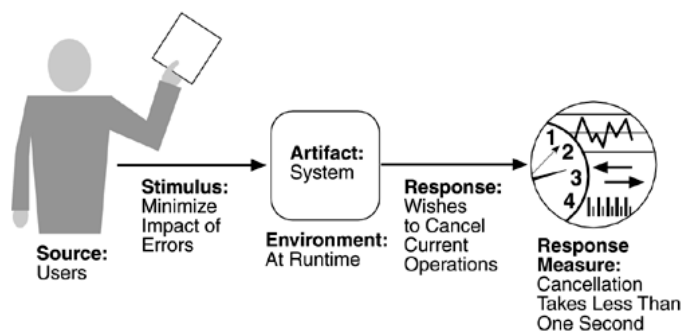 Source:
Users
Stimulus:
Minimize
Impact of
Errors
Artifact:
System
Environment:
At Runtime
Response:
Wishes
to Cancel
Current
Operations
1
2
3
4
Response
Measure:
Cancellation
Takes Less Than
One Second